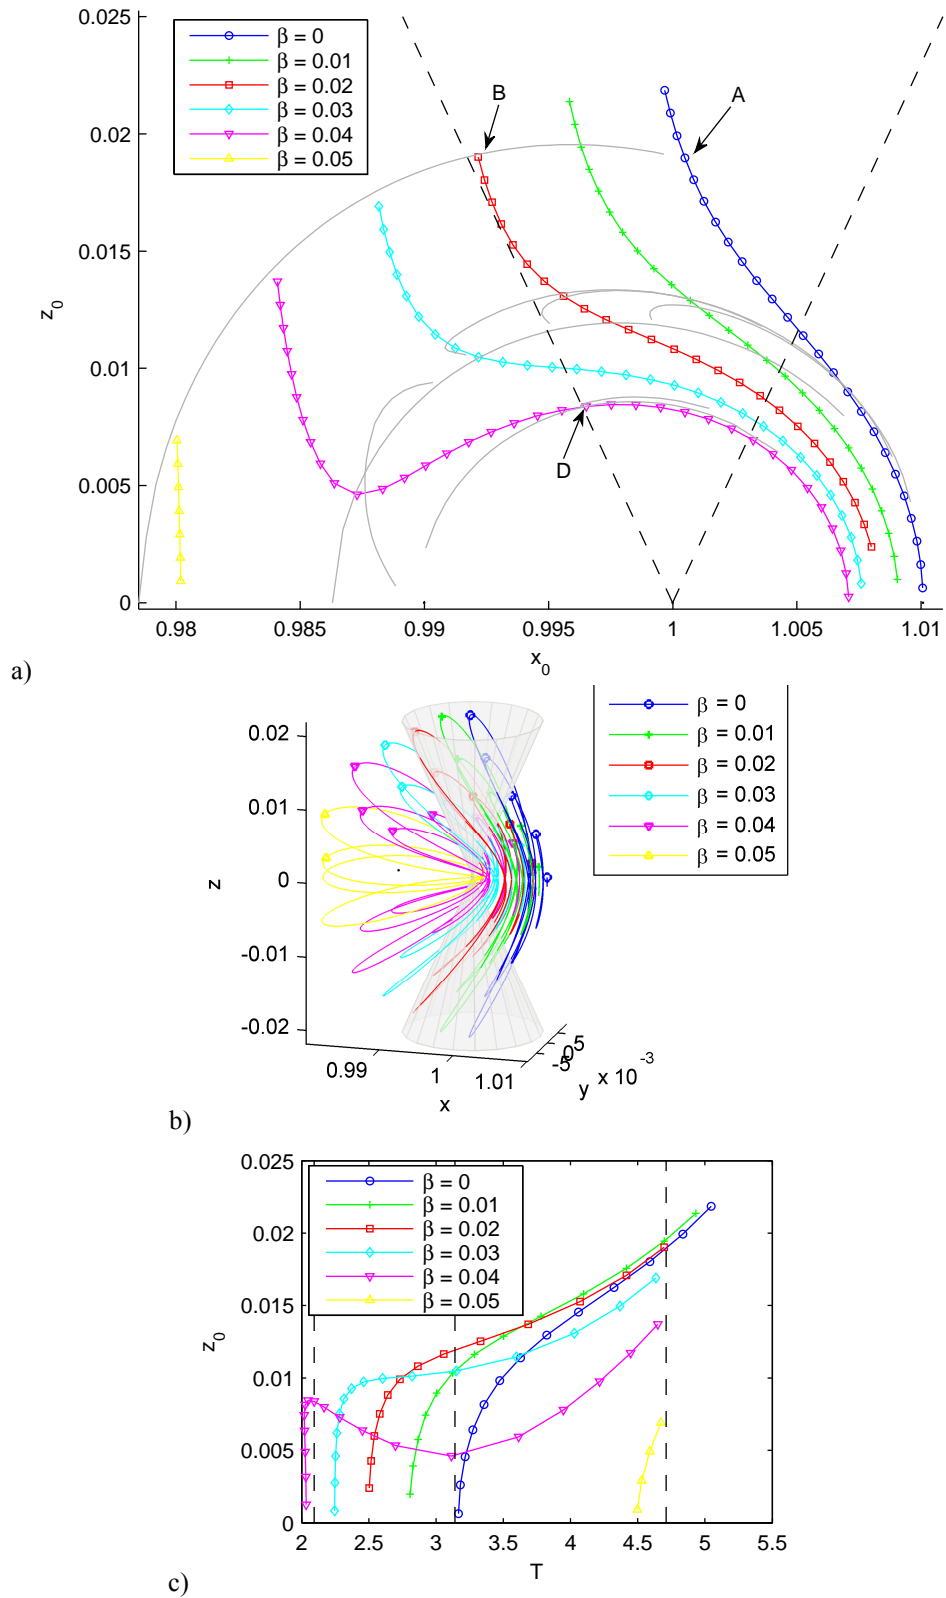 0.025
0.02
0.015
0.01
0.005
0
z0
β = 0
β = 0.01
β = 0.02
β = 0.03
β = 0.04
β = 0.05
B
A
D
0.98
0.985
0.99
0.995
1
1.005
1.01
x0
a)
0.02
0.01
0
-0.01
-0.02
z
β = 0
β = 0.01
β = 0.02
β = 0.03
β = 0.04
β = 0.05
0.99
1
1.01
x
-5
0
5
y
x 10-3
b)
0.025
0.02
0.015
0.01
0.005
0
z0
β = 0
β = 0.01
β = 0.02
β = 0.03
β = 0.04
β = 0.05
2
2.5
3
3.5
4
4.5
5
5.5
T
c)